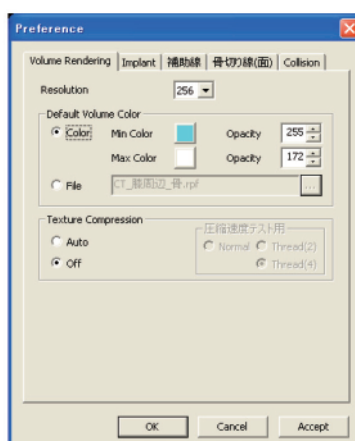 Preference
Volume Rendering Implant 補助線 骨切り線(面) Collision
Resolution 256
Default Volume Color
Color Min Color Opacity 255
Max Color Opacity 172
File CT_膝周辺_骨.rpf ...
Texture Compression
圧縮速度テスト用
Auto Normal Thread(2)
Off Thread(4)
OK Cancel Accept